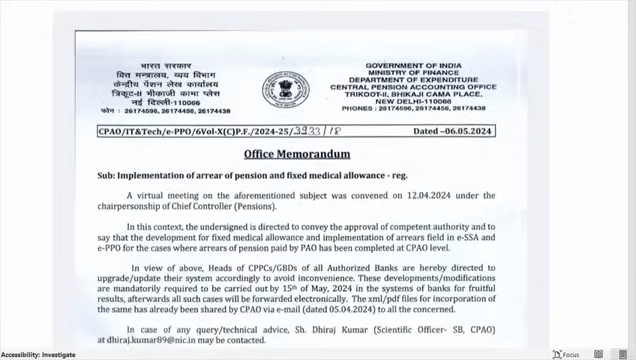 भारत सरकार
वित्त मंत्रालय, व्यय विभाग
केन्द्रीय पेंशन लेखा कार्यालय
त्रिकूट-II भीकाजी कामा प्लेस
नई दिल्ली-110066
फोन : 26174596, 26174456, 26174438
GOVERNMENT OF INDIA
MINISTRY OF FINANCE
DEPARTMENT OF EXPENDITURE
CENTRAL PENSION ACCOUNTING OFFICE
TRIKOOT-II, BHIKAJI CAMA PLACE,
NEW DELHI-110066
PHONES : 26174596, 26174456, 26174438
CPAO/IT&Tech/e-PPO/6Vol-X(C)P.F./2024-25/3933/18 Dated -06.05.2024
Office Memorandum
Sub: Implementation of arrear of pension and fixed medical allowance - reg.
A virtual meeting on the aforementioned subject was convened on 12.04.2024 under the
chairpersonship of Chief Controller (Pensions).
In this context, the undersigned is directed to convey the approval of competent authority and to
say that the development for fixed medical allowance and implementation of arrears field in e-SSA and
e-PPO for the cases where arrears of pension paid by PAO has been completed at CPAO level.
In view of above, Heads of CPPCs/GBDs of all Authorized Banks are hereby directed to
upgrade/update their system accordingly to avoid inconvenience. These developments/modifications
are mandatorily required to be carried out by 15th of May, 2024 in the systems of banks for fruitful
results, afterwards all such cases will be forwarded electronically. The xml/pdf files for incorporation of
the same has already been shared by CPAO via e-mail (dated 05.04.2024) to all the concerned.
In case of any query/technical advice, Sh. Dhiraj Kumar (Scientific Officer- SB, CPAO)
at dhiraj.kumar89@nic.in may be contacted.
Accessibility: Investigate
Focus